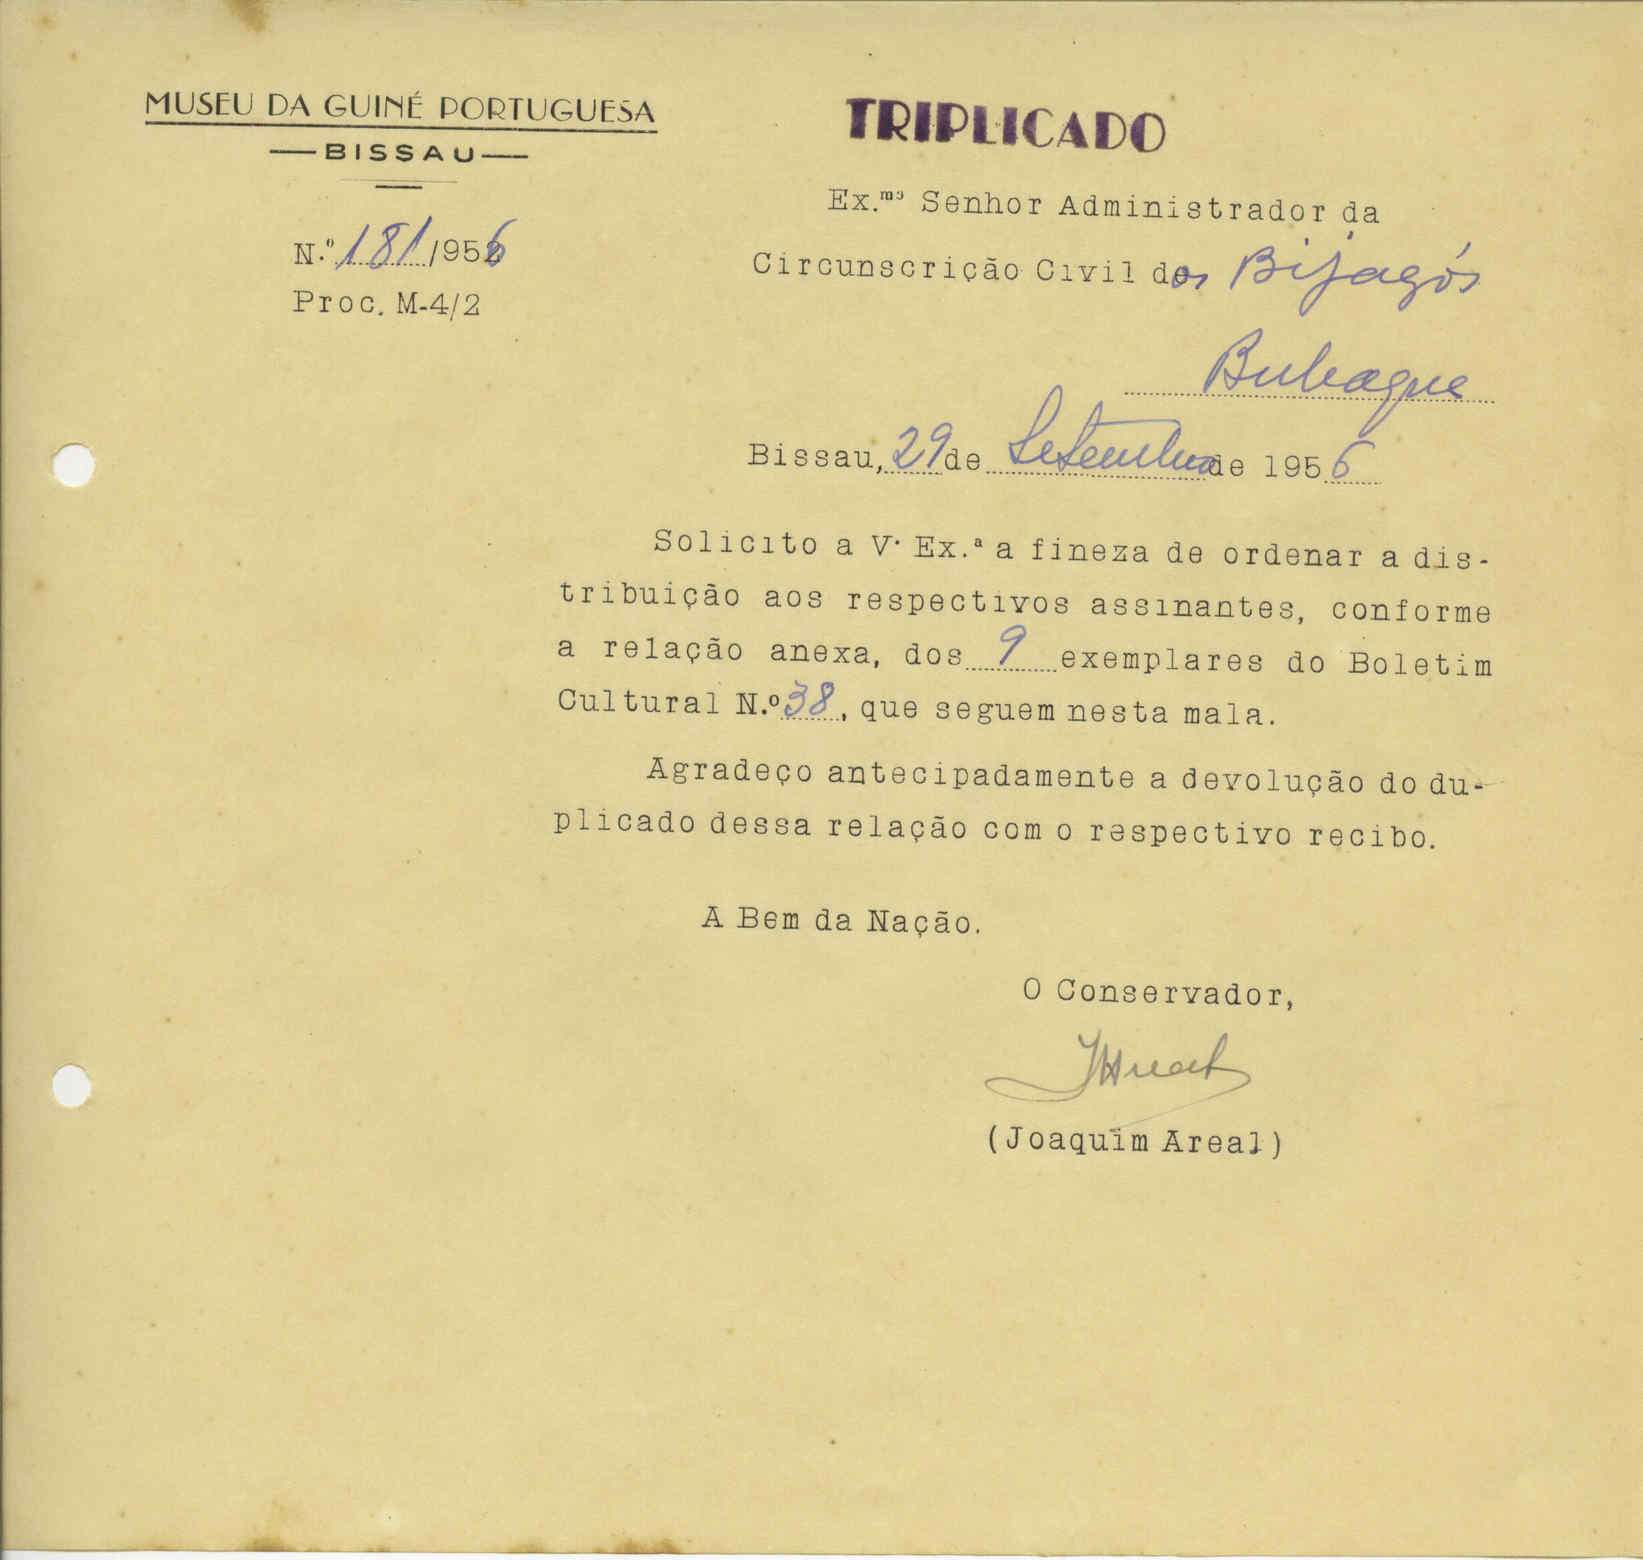 MUSEU DA GUINÉ PORTUGUESA
BISSAU
TRIPLICADO
N.º 181/1956
Proc. M-4/2
Ex.mo Senhor Administrador da
Circunscrição Civil dos Bijagós
Bubaque
Bissau, 29 de Setembro de 1956
Solicito a V. Ex.ª a fineza de ordenar a dis-
tribuição aos respectivos assinantes, conforme
a relação anexa, dos 9 exemplares do Boletim
Cultural N.º 38, que seguem nesta mala.
Agradeço antecipadamente a devolução do du-
plicado dessa relação com o respectivo recibo.
A Bem da Nação.
O Conservador,
JAreal
(Joaquim Areal)